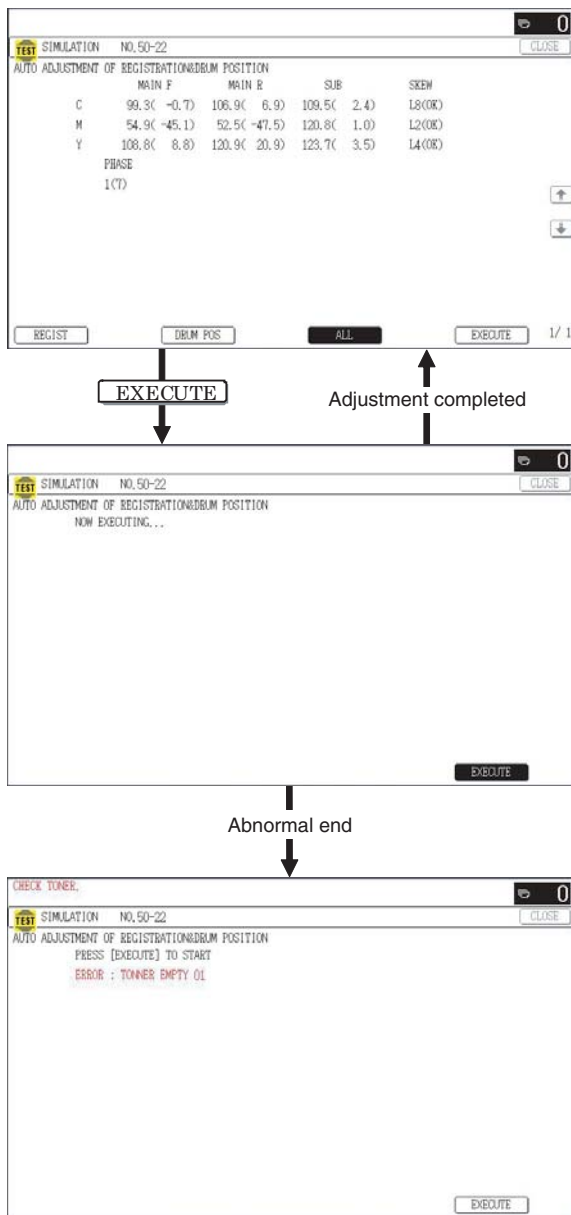 0
TEST SIMULATION NO.50-22 CLOSE
AUTO ADJUSTMENT OF REGISTRATION&DRUM POSITION
MAIN F MAIN R SUB SKEW
C 99.3( -0.7) 106.9( 6.9) 109.5( 2.4) L8(OK)
M 54.9( -45.1) 52.5( -47.5) 120.8( 1.0) L2(OK)
Y 108.8( 8.8) 120.9( 20.9) 123.7( 3.5) L4(OK)
PHASE
1(7)
REGIST DRUM POS ALL EXECUTE 1/ 1
EXECUTE
Adjustment completed
0
TEST SIMULATION NO.50-22 CLOSE
AUTO ADJUSTMENT OF REGISTRATION&DRUM POSITION
NOW EXECUTING...
EXECUTE
Abnormal end
CHECK TONER.
0
TEST SIMULATION NO.50-22 CLOSE
AUTO ADJUSTMENT OF REGISTRATION&DRUM POSITION
PRESS [EXECUTE] TO START
ERROR : TONNER EMPTY 01
EXECUTE